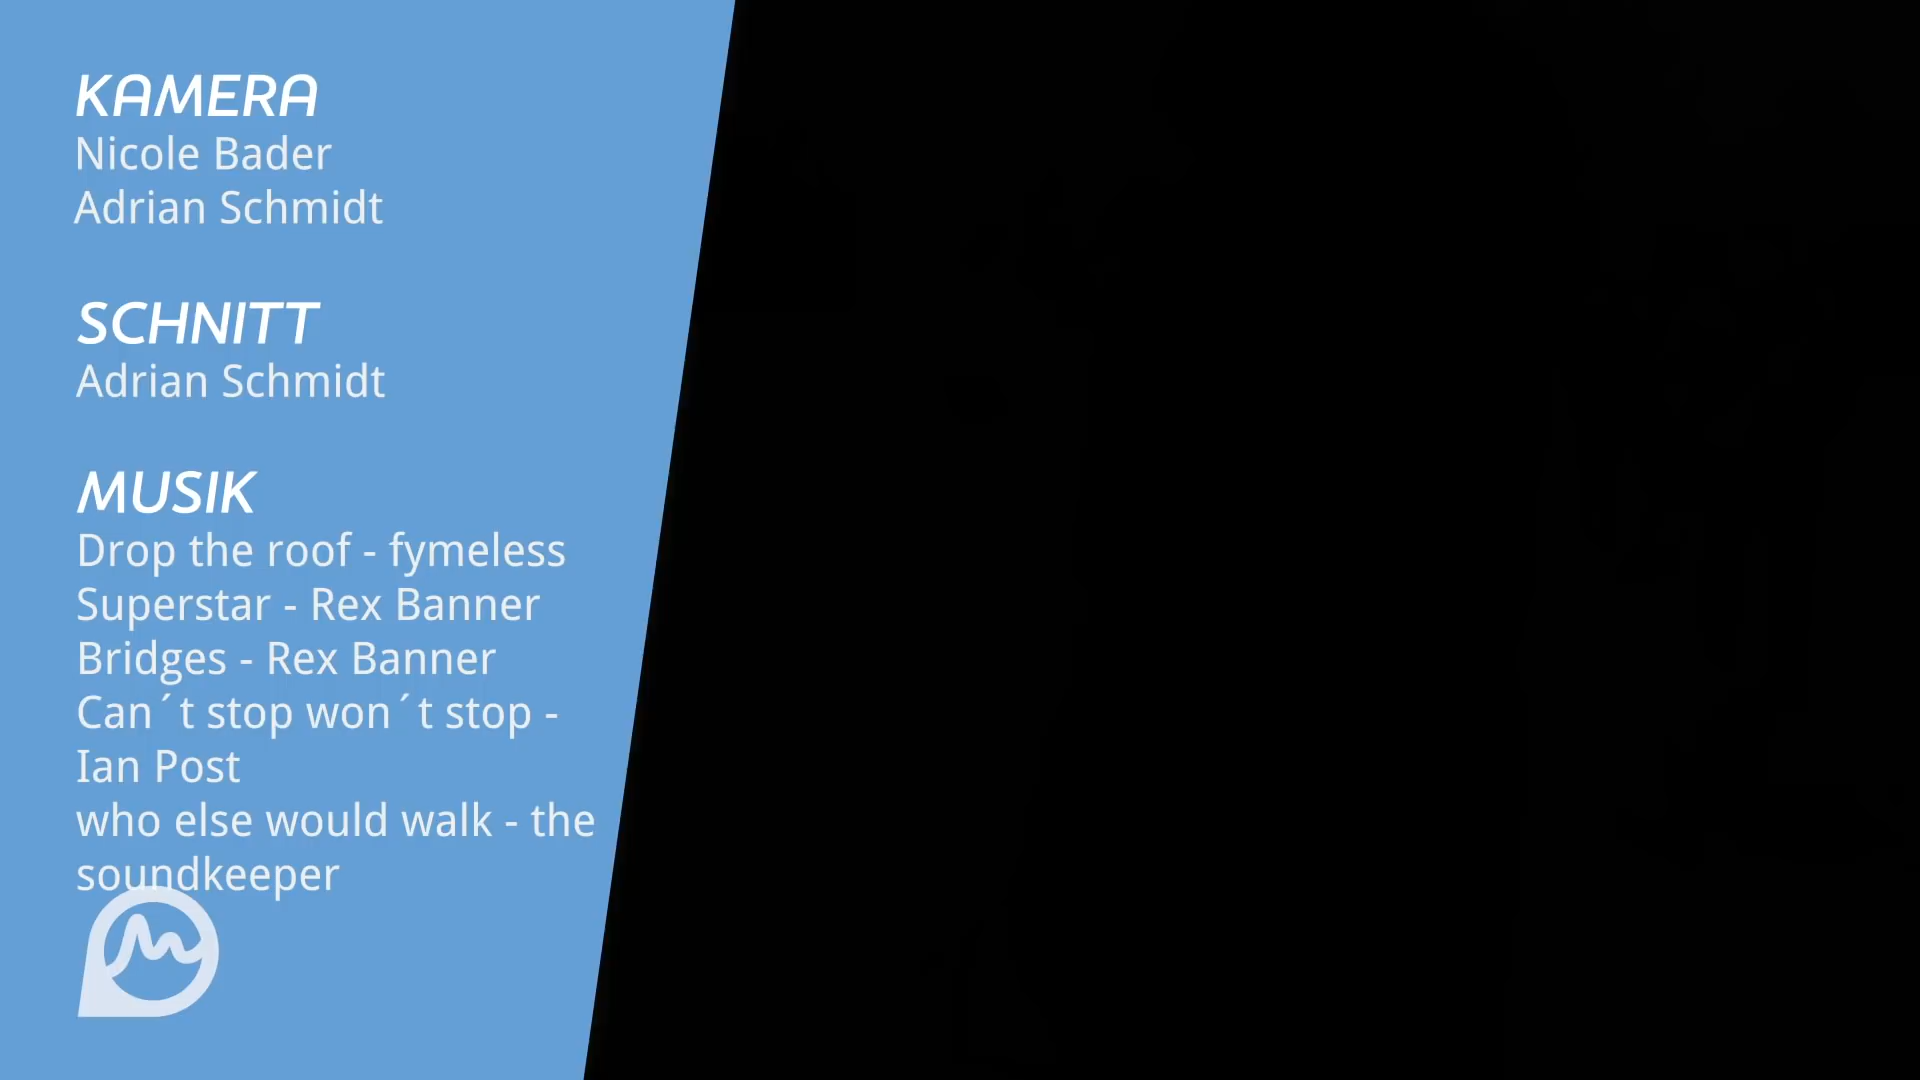 KAMERA
Nicole Bader
Adrian Schmidt
SCHNITT
Adrian Schmidt
MUSIK
Drop the roof - fymeless
Superstar - Rex Banner
Bridges - Rex Banner
Can´t stop won´t stop -
Ian Post
who else would walk - the
soundkeeper